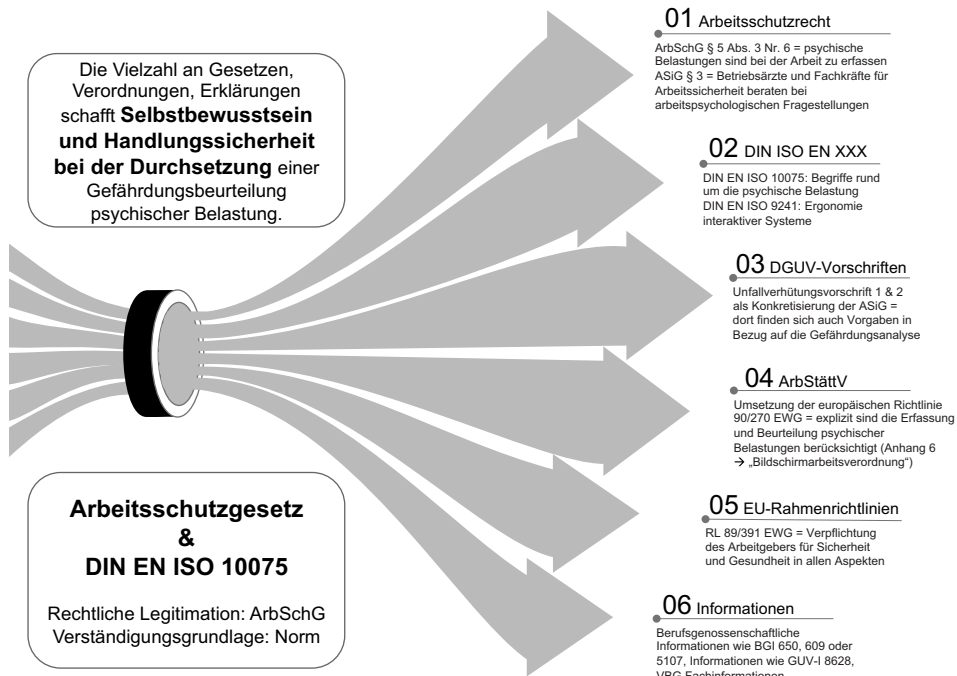 Die Vielzahl an Gesetzen,
Verordnungen, Erklärungen
schafft Selbstbewusstsein
und Handlungssicherheit
bei der Durchsetzung einer
Gefährdungsbeurteilung
psychischer Belastung.
Arbeitsschutzgesetz
&
DIN EN ISO 10075
Rechtliche Legitimation: ArbSchG
Verständigungsgrundlage: Norm
01 Arbeitsschutzrecht
ArbSchG § 5 Abs. 3 Nr. 6 = psychische
Belastungen sind bei der Arbeit zu erfassen
ASiG § 3 = Betriebsärzte und Fachkräfte für
Arbeitssicherheit beraten bei
arbeitspsychologischen Fragestellungen
02 DIN ISO EN XXX
DIN EN ISO 10075: Begriffe rund
um die psychische Belastung
DIN EN ISO 9241: Ergonomie
interaktiver Systeme
03 DGUV-Vorschriften
Unfallverhütungsvorschrift 1 & 2
als Konkretisierung der ASiG =
dort finden sich auch Vorgaben in
Bezug auf die Gefährdungsanalyse
04 ArbStättV
Umsetzung der europäischen Richtlinie
90/270 EWG = explizit sind die Erfassung
und Beurteilung psychischer
Belastungen berücksichtigt (Anhang 6
→ „Bildschirmarbeitsverordnung“)
05 EU-Rahmenrichtlinien
RL 89/391 EWG = Verpflichtung
des Arbeitgebers für Sicherheit
und Gesundheit in allen Aspekten
06 Informationen
Berufsgenossenschaftliche
Informationen wie BGI 650, 609 oder
5107, Informationen wie GUV-I 8628,
VBG Fachinformationen